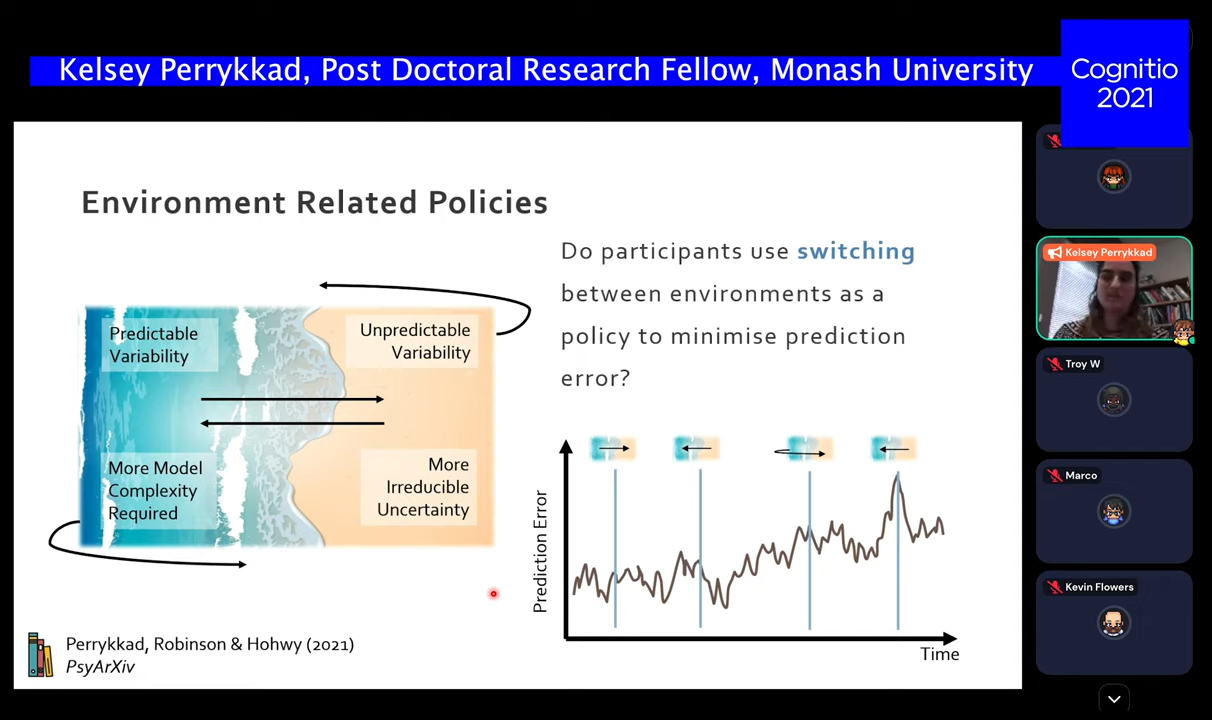 Kelsey Perrykkad, Post Doctoral Research Fellow, Monash University
Cognitio
2021
Environment Related Policies
Predictable
Variability
Unpredictable
Variability
More Model
Complexity
Required
More
Irreducible
Uncertainty
Do participants use switching
between environments as a
policy to minimise prediction
error?
Prediction Error
Time
Perrykkad, Robinson & Hohwy (2021)
PsyArXiv
Kelsey Perrykkad
Troy W
Marco
Kevin Flowers